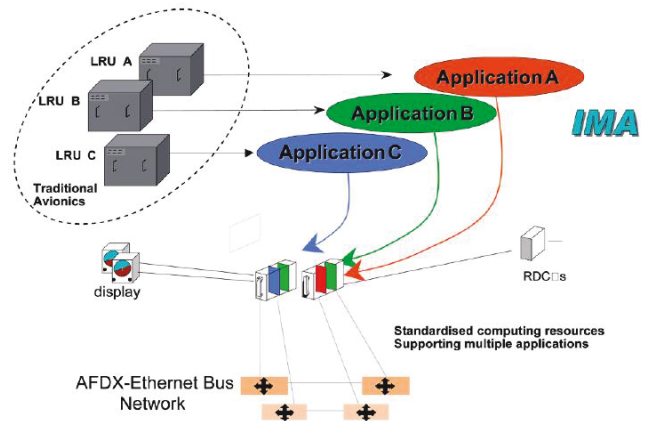 LRU A
Application A
LRU B
Application B
IMA
LRU C
Application C
Traditional
Avionics
display
RDC□s
Standardised computing resources
Supporting multiple applications
AFDX-Ethernet Bus
Network